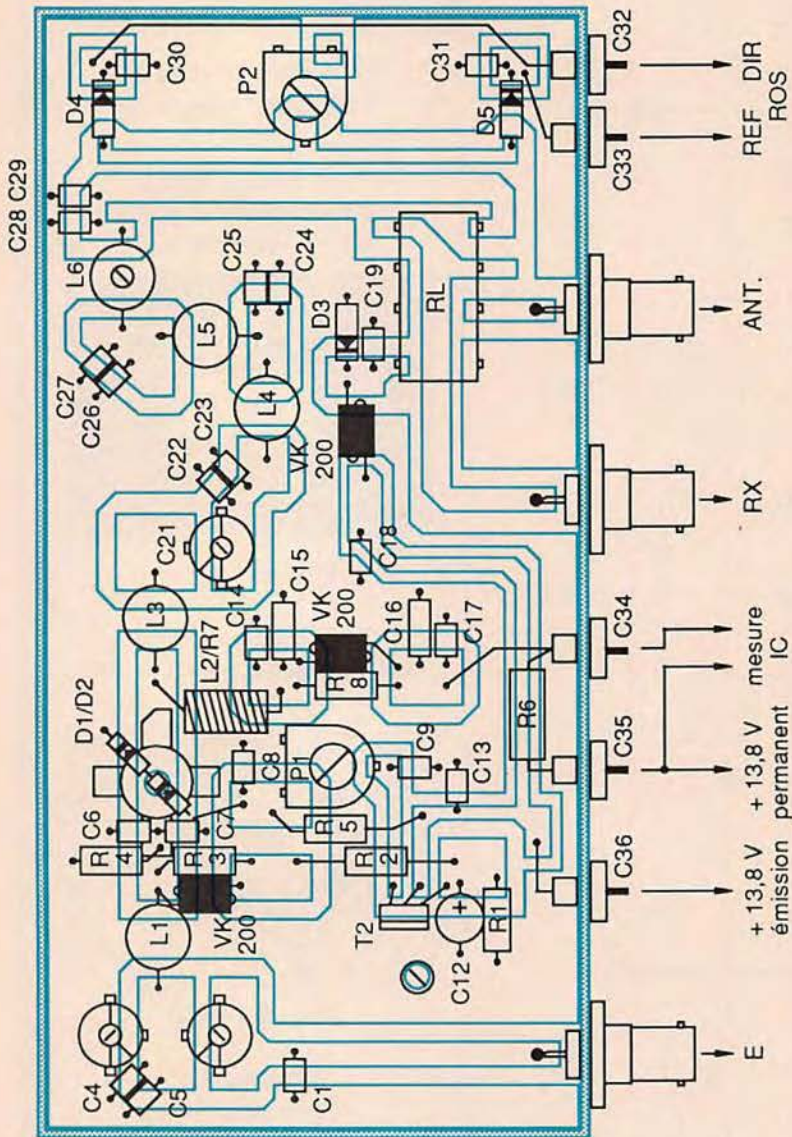 C32
C30
C31
P2
D4
D5
DIR
ROS
REF
C33
C28 C29
L6
C25
C24
C27
C26
L5
D3
C19
RL
ANT.
L4
C23
C22
VK
200
C21
C18
RX
C14
C15
L3
VK
200
L2/R7
R
8
C16
C17
C34
mesure
IC
D1/D2
R6
P1
C9
C13
C35
+ 13,8 V
permanent
C6
C8
C7
R
4
R
3
R
5
R
2
C36
+ 13,8 V
émission
L1
VK
200
T2
+
R1
C12
C4
C5
C1
E